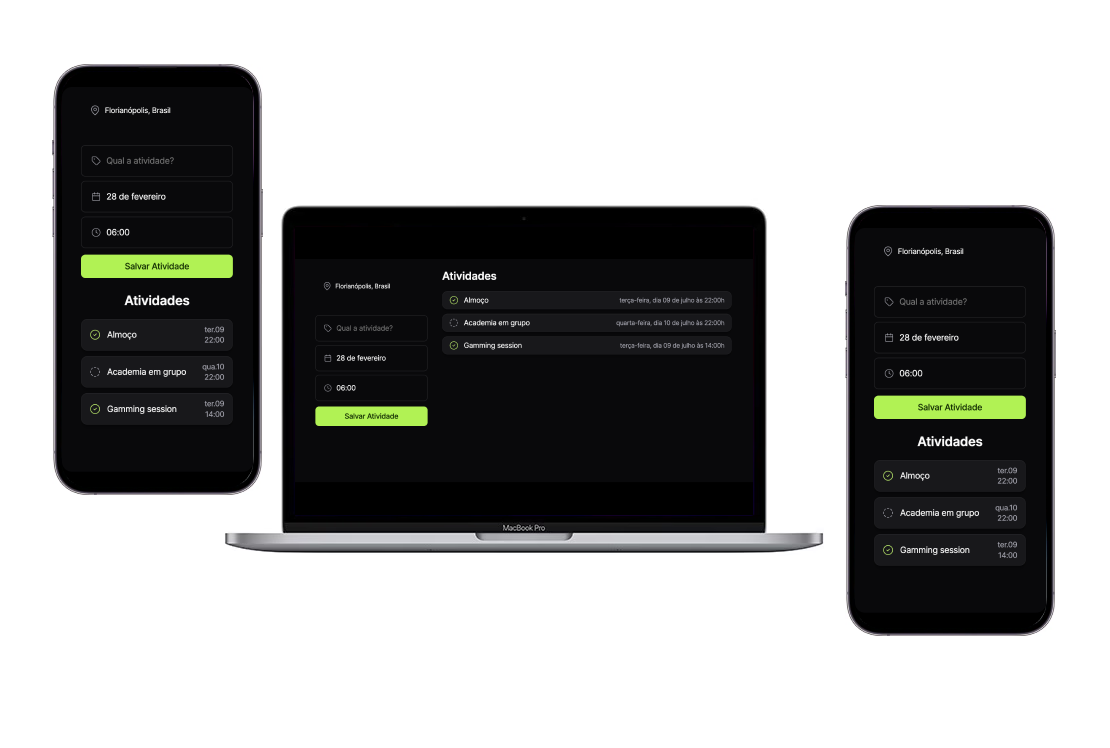 Florianópolis, Brasil
Qual a atividade?
28 de fevereiro
06:00
Salvar Atividade
Atividades
Almoço
ter.09
22:00
Academia em grupo
qua.10
22:00
Gamming session
ter.09
14:00
Florianópolis, Brasil
Qual a atividade?
28 de fevereiro
06:00
Salvar Atividade
Atividades
Almoço
terça-feira, dia 09 de julho às 22:00h
Academia em grupo
quarta-feira, dia 10 de julho às 22:00h
Gamming session
terça-feira, dia 09 de julho às 14:00h
MacBook Pro
Florianópolis, Brasil
Qual a atividade?
28 de fevereiro
06:00
Salvar Atividade
Atividades
Almoço
ter.09
22:00
Academia em grupo
qua.10
22:00
Gamming session
ter.09
14:00